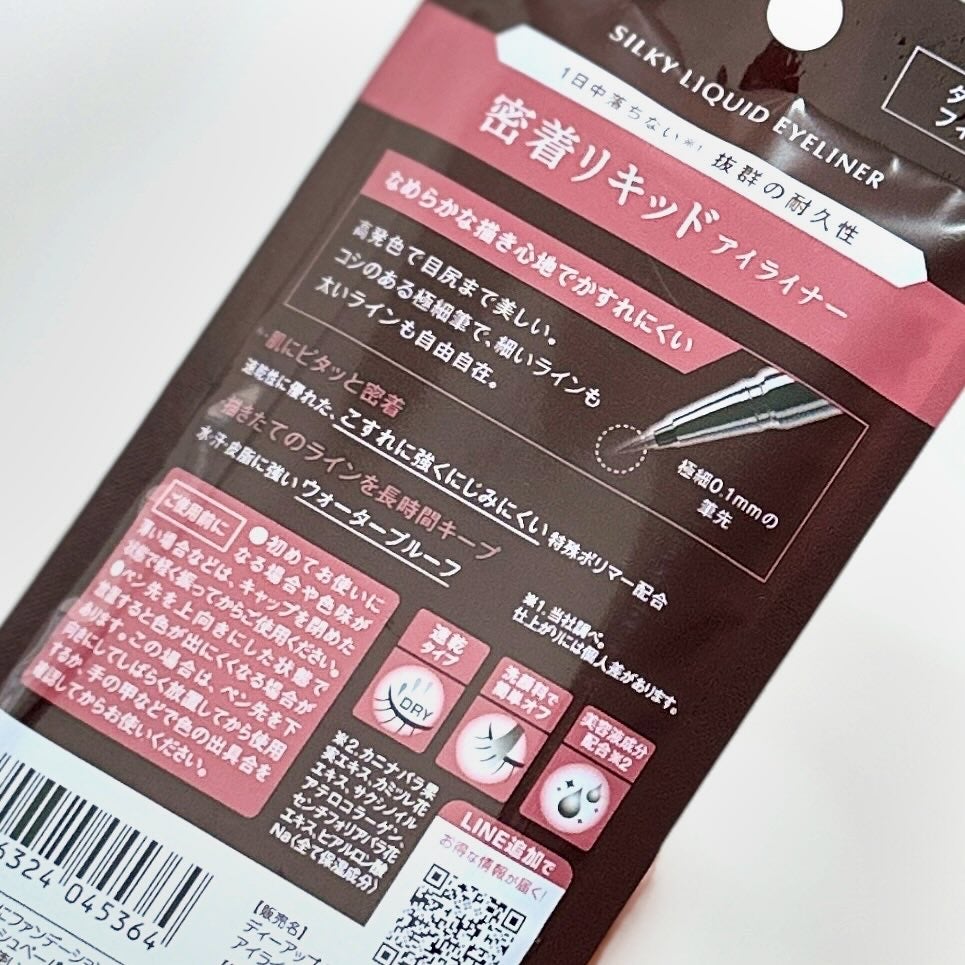 SILKY LIQUID EYELINER
1日中落ちない※1 抜群の耐久性
密着リキッドアイライナー
なめらかな描き心地でかすれにくい
高発色で目尻まで美しい。
コシのある極細筆で、細いラインも
太いラインも自由自在。
極細0.1mmの
筆先
肌にピタッと密着
速乾性に優れた、こすれに強くにじみにくい特殊ポリマー配合
描きたてのラインを長時間キープ
水・汗・皮脂に強いウォータープルーフ
※1.当社調べ。
仕上がりには個人差があります。
ご使用前に
●初めてお使いに
なる場合や色味が
薄い場合などは、キャップを閉めた
状態で軽く振ってからご使用ください。
●ペン先を上向きにした状態で
放置すると色が出にくくなる場合が
あります。この場合は、ペン先を下
向きにしてしばらく放置してから使用
するか、手の甲などで色の出具合を
確認してからお使いください。
速乾
タイプ
DRY
洗顔料で
簡単オフ
美容液成分
配合※2
※2.カニナバラ果
実エキス、カミツレ花
エキス、サクシノイル
アテロコラーゲン、
センチフォリアバラ花
エキス、ヒアルロン酸
Na(全て保湿成分)
LINE追加で
お得な情報が届く!
6324 045364
【販売名】
ディーアップ
アイライ